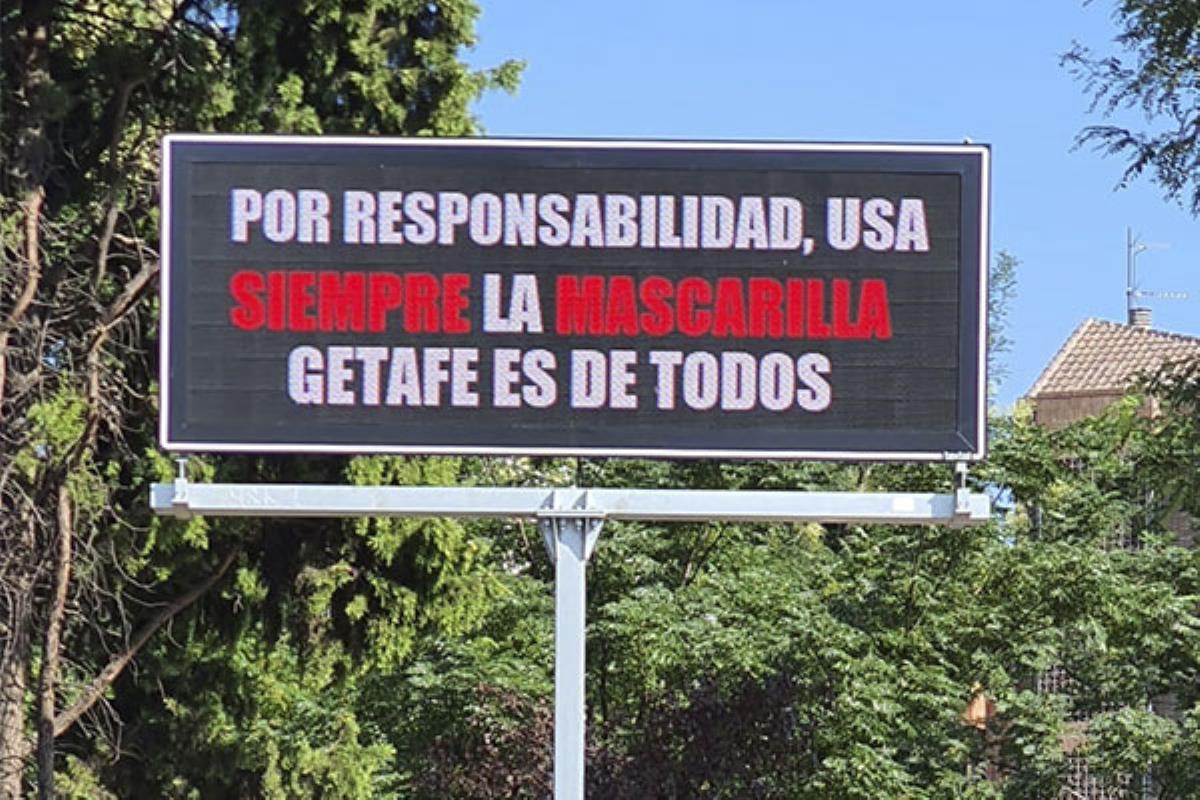 POR RESPONSABILIDAD, USA
SIEMPRE LA MASCARILLA
GETAFE ES DE TODOS